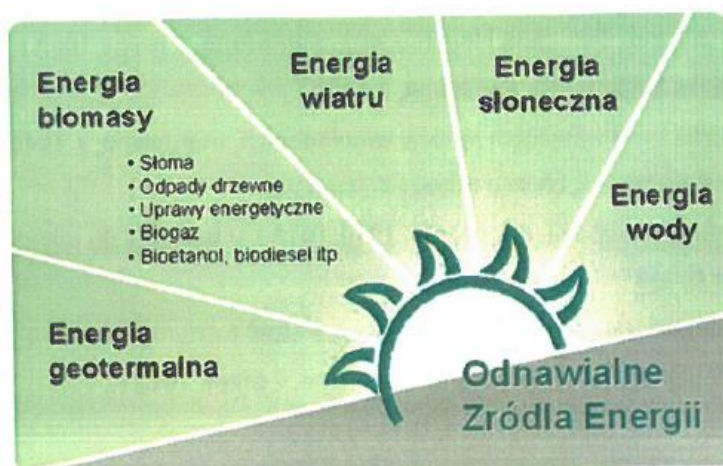 Energia
biomasy
• Słoma
• Odpady drzewne
• Uprawy energetyczne
• Biogaz
• Bioetanol, biodiesel itp
Energia
wiatru
Energia
słoneczna
Energia
wody
Energia
geotermalna
Odnawialne
Zródla Energii